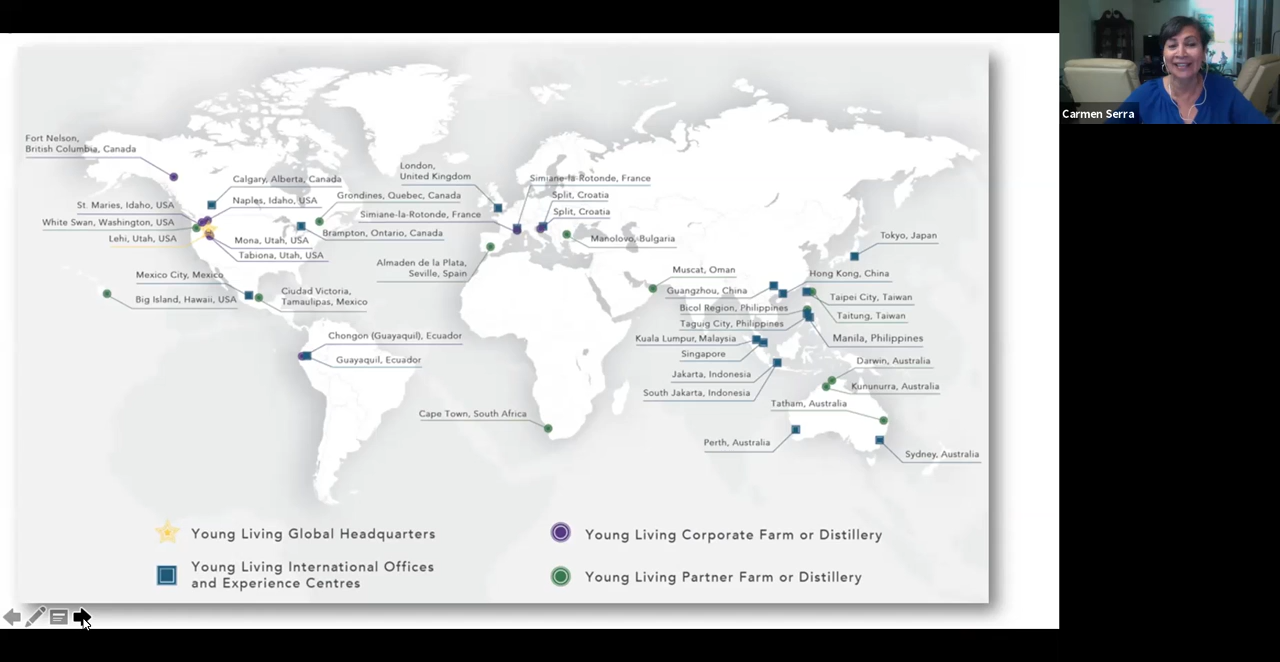 Carmen Serra
Fort Nelson,
British Columbia, Canada
Calgary, Alberta, Canada
St. Maries, Idaho, USA
Naples, Idaho, USA
White Swan, Washington, USA
Lehi, Utah, USA
Mona, Utah, USA
Tabiona, Utah, USA
Grondines, Quebec, Canada
Brampton, Ontario, Canada
Mexico City, Mexico
Big Island, Hawaii, USA
Ciudad Victoria,
Tamaulipas, Mexico
Chongon (Guayaquil), Ecuador
Guayaquil, Ecuador
London,
United Kingdom
Simiane-la-Rotonde, France
Simiane-la-Rotonde, France
Split, Croatia
Split, Croatia
Manolovo, Bulgaria
Almaden de la Plata,
Seville, Spain
Cape Town, South Africa
Muscat, Oman
Guangzhou, China
Bicol Region, Philippines
Taguig City, Philippines
Kuala Lumpur, Malaysia
Singapore
Jakarta, Indonesia
South Jakarta, Indonesia
Tokyo, Japan
Hong Kong, China
Taipei City, Taiwan
Taitung, Taiwan
Manila, Philippines
Darwin, Australia
Kununurra, Australia
Tatham, Australia
Perth, Australia
Sydney, Australia
Young Living Global Headquarters
Young Living International Offices
and Experience Centres
Young Living Corporate Farm or Distillery
Young Living Partner Farm or Distillery